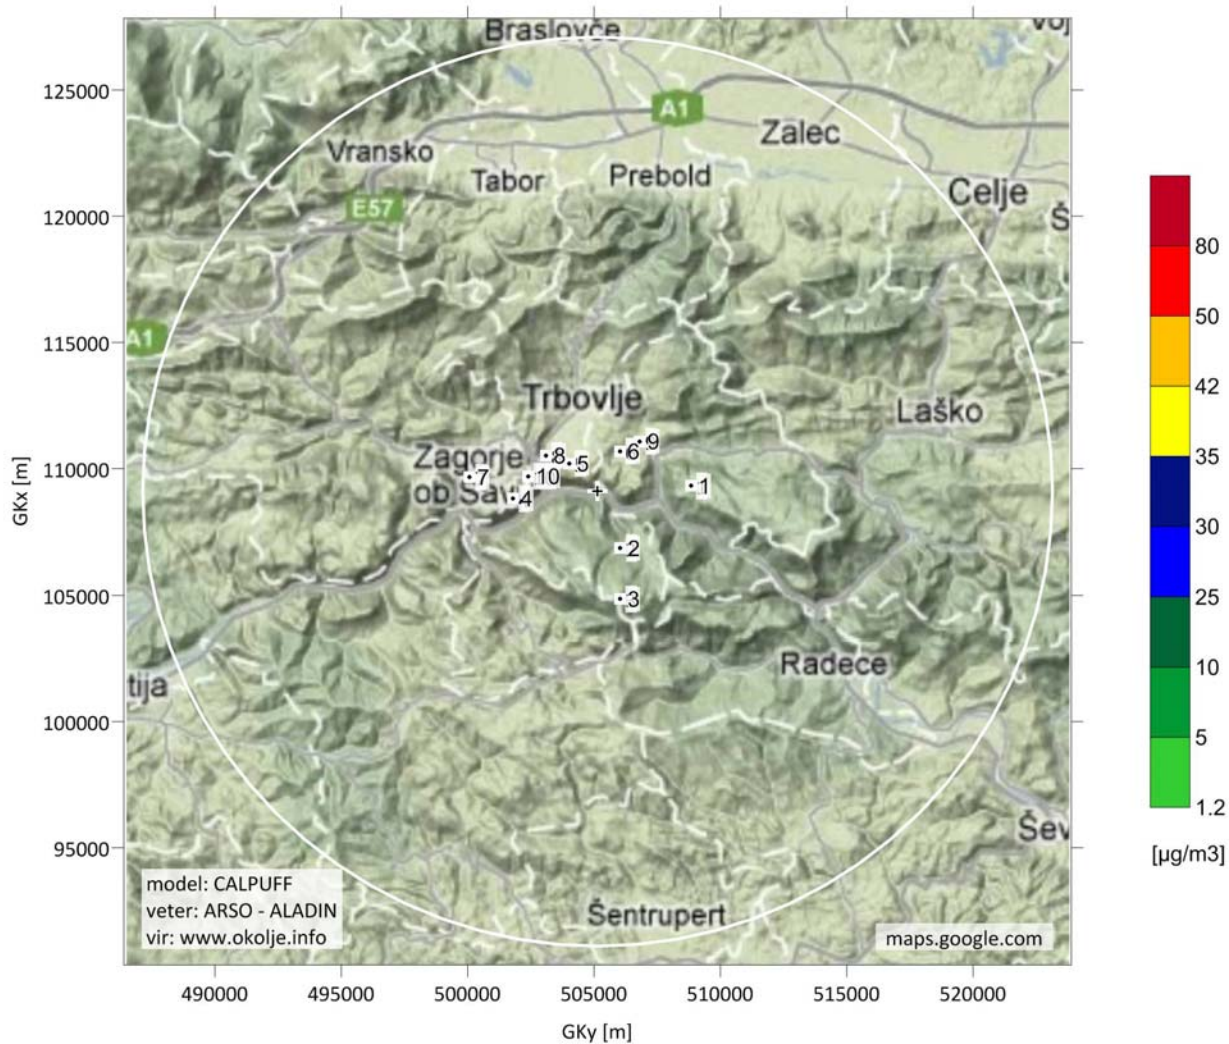 Braslovče
125000
A1
Zalec
Vransko
Tabor
Prebold
Celje
E57
120000
Š
A1
115000
Trbovlje
Laško
Zagorje
ob Sav
110000
8
5
6
9
7
10
4
1
2
3
105000
Radece
tija
100000
Šev
95000
Šentrupert
model: CALPUFF
veter: ARSO - ALADIN
vir: www.okolje.info
maps.google.com
490000 495000 500000 505000 510000 515000 520000
GKy [m]
GKx [m]
80
50
42
35
30
25
10
5
1.2
[µg/m3]